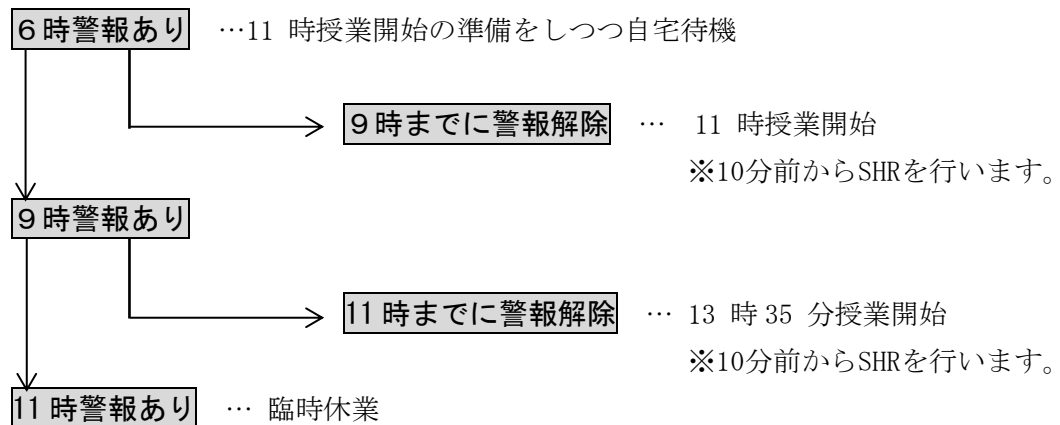 6時警報あり …11 時授業開始の準備をしつつ自宅待機
9時までに警報解除 … 11 時授業開始
※10分前からSHRを行います。
9時警報あり
11時までに警報解除 … 13 時 35 分授業開始
※10分前からSHRを行います。
11時警報あり … 臨時休業